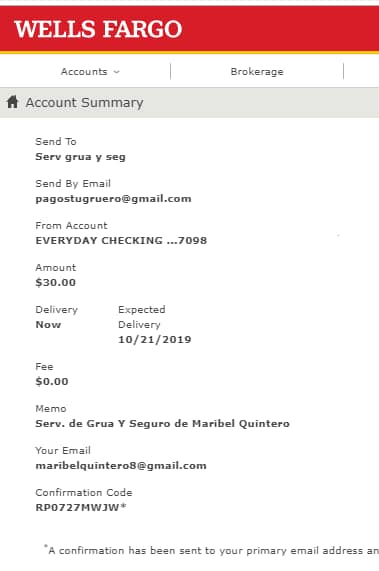 WELLS FARGO
Accounts Brokerage
Account Summary
Send To
Serv grua y seg
Send By Email
pagostugruero@gmail.com
From Account
EVERYDAY CHECKING ...7098
Amount
$30.00
Delivery Expected
Now Delivery
10/21/2019
Fee
$0.00
Memo
Serv. de Grua Y Seguro de Maribel Quintero
Your Email
maribelquintero8@gmail.com
Confirmation Code
RP0727MWJW*
*A confirmation has been sent to your primary email address an